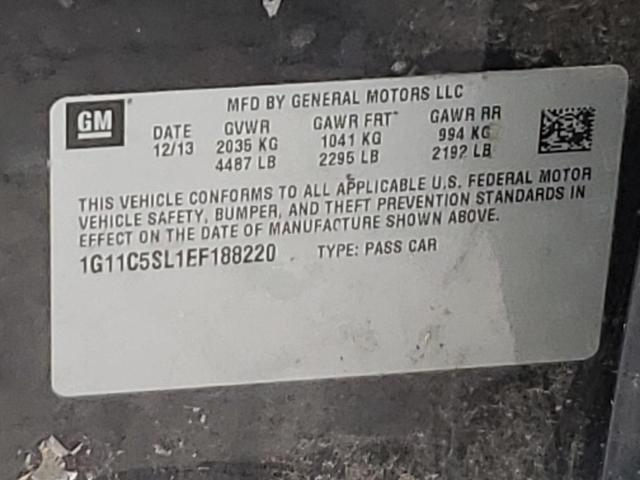 GM
MFD BY GENERAL MOTORS LLC
DATE GVWR GAWR FRT GAWR RR
12/13 2035 KG 1041 KG 994 KG
4487 LB 2295 LB 2192 LB
THIS VEHICLE CONFORMS TO ALL APPLICABLE U.S. FEDERAL MOTOR
VEHICLE SAFETY, BUMPER, AND THEFT PREVENTION STANDARDS IN
EFFECT ON THE DATE OF MANUFACTURE SHOWN ABOVE.
1G11C5SL1EF188220 TYPE: PASS CAR